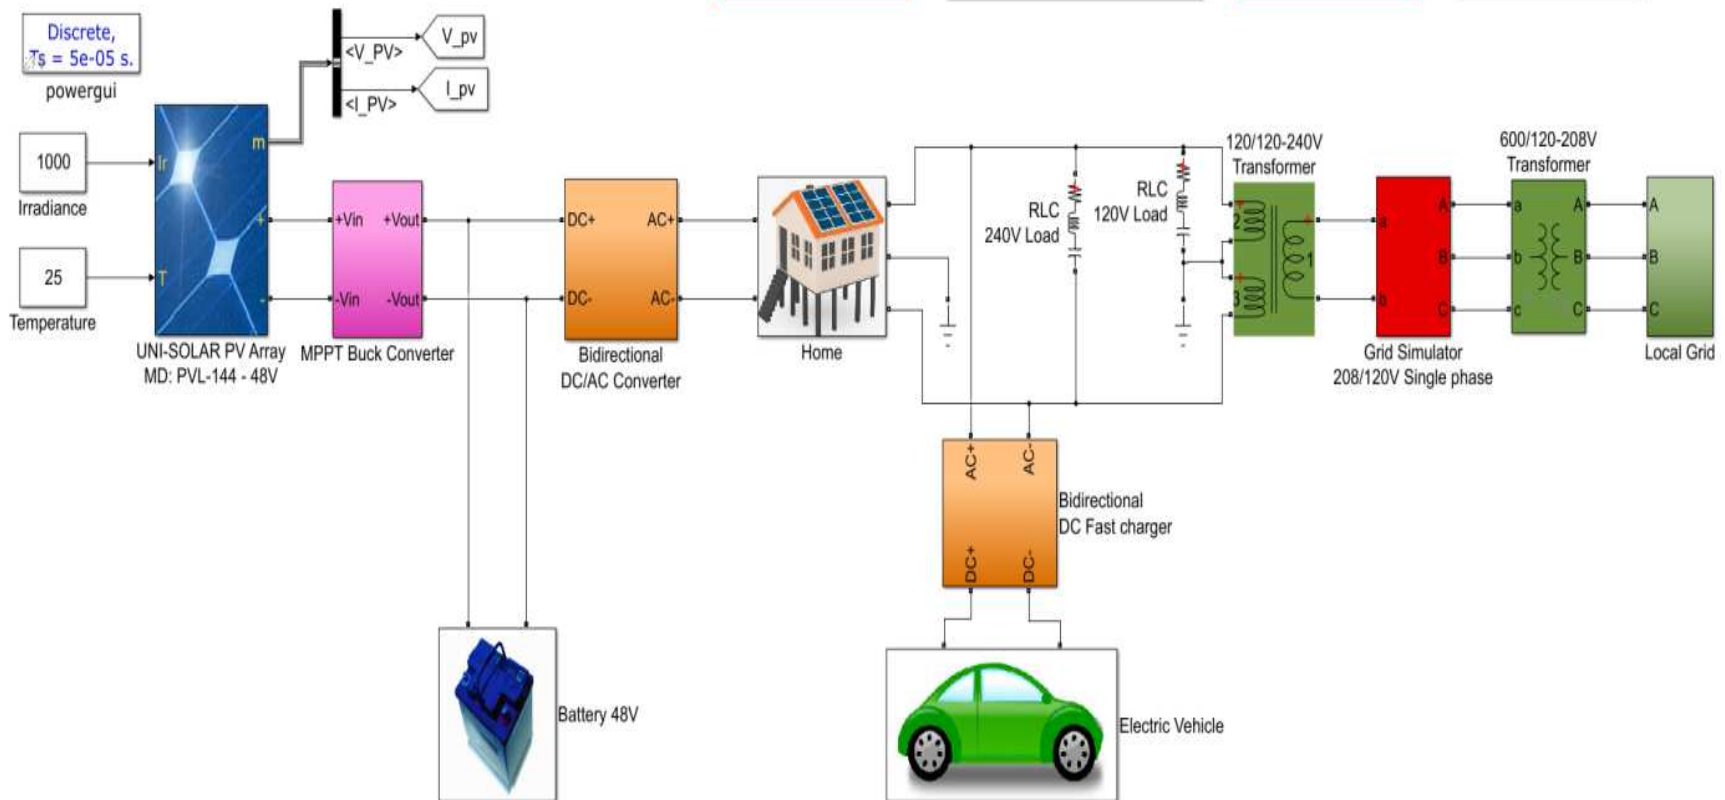 Discrete,
Ts = 5e-05 s.
powergui
<V_PV>
V_pv
<I_PV>
I_pv
1000
Irradiance
25
Temperature
Ir
T
m
+
-
UNI-SOLAR PV Array
MD: PVL-144 - 48V
+Vin +Vout
-Vin -Vout
MPPT Buck Converter
DC+ AC+
DC- AC-
Bidirectional
DC/AC Converter
Home
RLC
240V Load
RLC
120V Load
120/120-240V
Transformer
+
2
+
3
+
1
a A
B
b C
Grid Simulator
208/120V Single phase
600/120-208V
Transformer
a A
b B
c C
A
B
C
Local Grid
AC+ AC-
DC+ DC-
Bidirectional
DC Fast charger
Battery 48V
Electric Vehicle